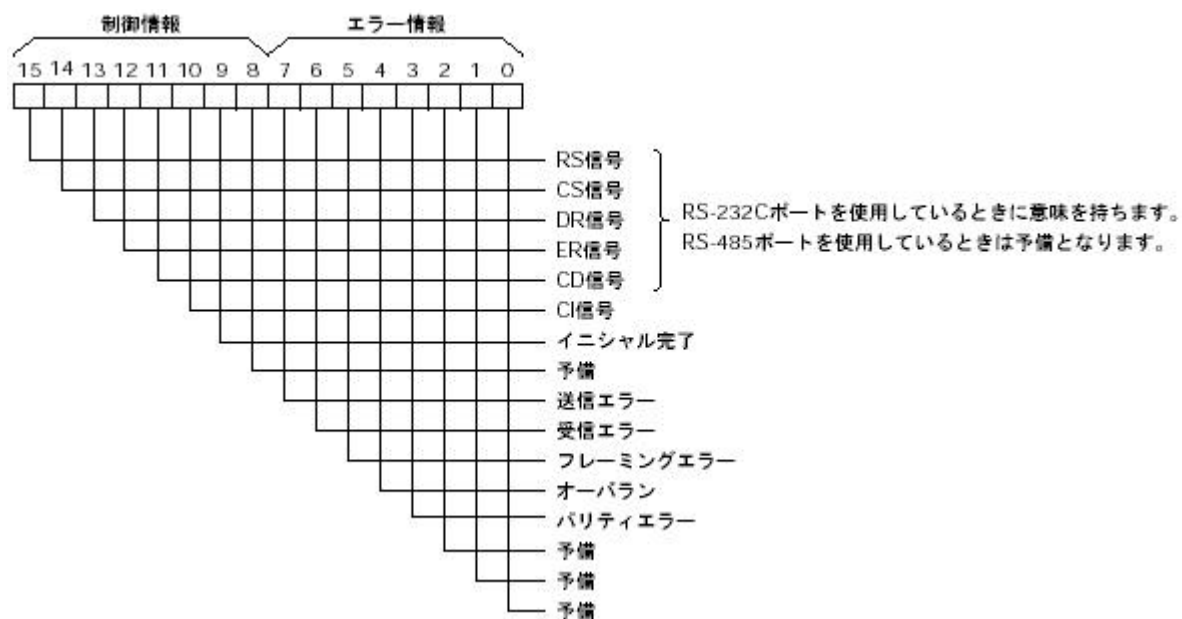 制御情報 エラー情報
15 14 13 12 11 10 9 8 7 6 5 4 3 2 1 0
RS信号
CS信号
DR信号
ER信号
CD信号
RS-232Cポートを使用しているときに意味を持ちます。
RS-485ポートを使用しているときは予備となります。
CI信号
イニシャル完了
予備
送信エラー
受信エラー
フレーミングエラー
オーバラン
パリティエラー
予備
予備
予備